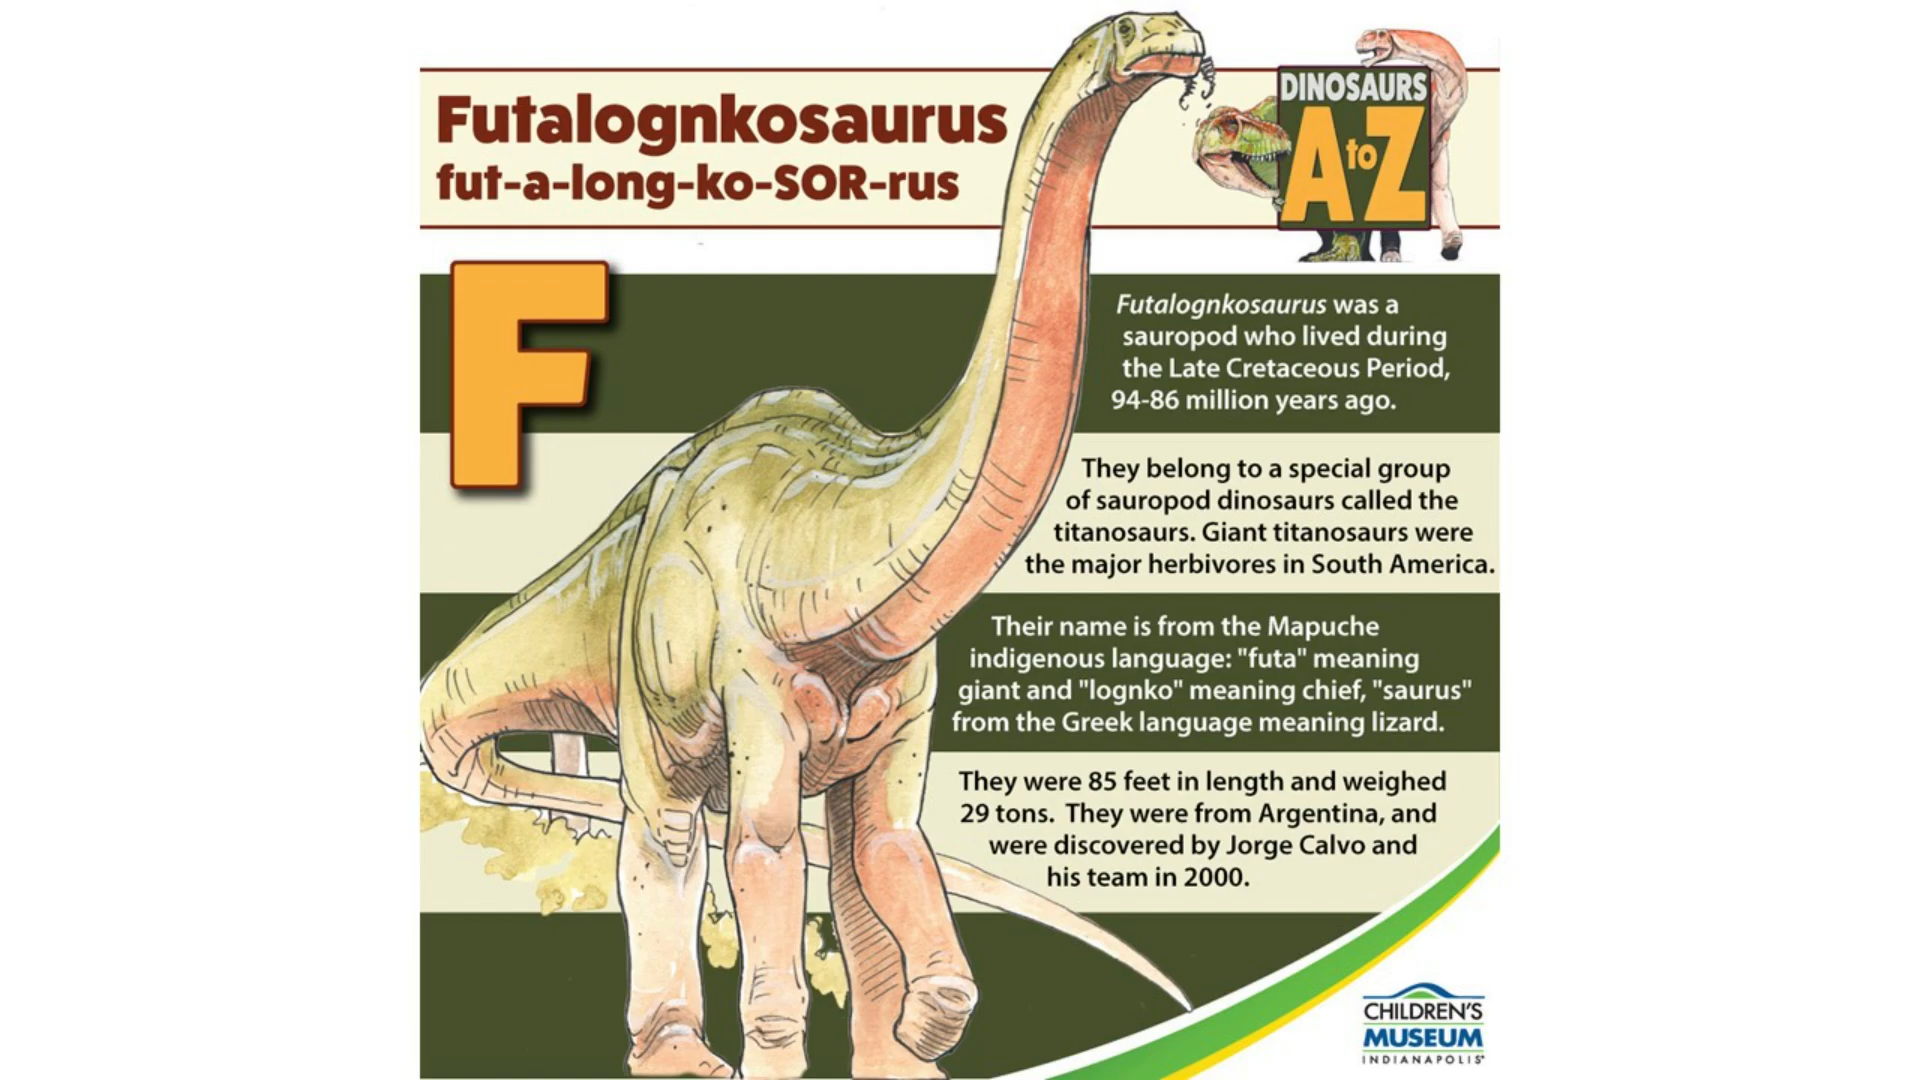 Futalognkosaurus
fut-a-long-ko-SOR-rus
DINOSAURS
A to Z
F
Futalognkosaurus was a
sauropod who lived during
the Late Cretaceous Period,
94-86 million years ago.
They belong to a special group
of sauropod dinosaurs called the
titanosaurs. Giant titanosaurs were
the major herbivores in South America.
Their name is from the Mapuche
indigenous language: "futa" meaning
giant and "lognko" meaning chief, "saurus"
from the Greek language meaning lizard.
They were 85 feet in length and weighed
29 tons. They were from Argentina, and
were discovered by Jorge Calvo and
his team in 2000.
CHILDREN'S
MUSEUM
INDIANAPOLIS